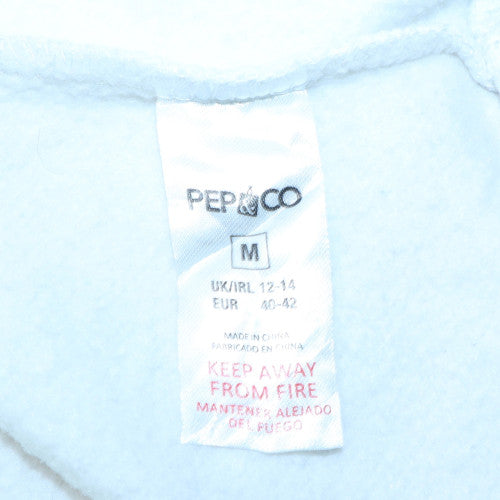 PEP&CO
M
UK/IRL 12-14
EUR 40-42
MADE IN CHINA
FABRICADO EN CHINA
KEEP AWAY
FROM FIRE
MANTENER ALEJADO
DEL FUEGO